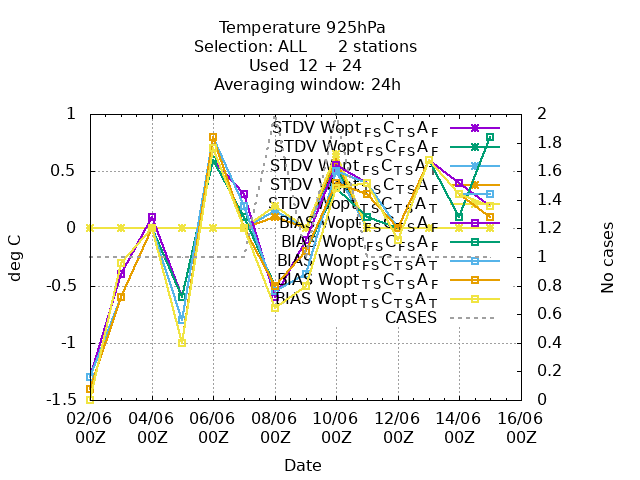 Temperature 925hPa
Selection: ALL 2 stations
Used 12 + 24
Averaging window: 24h
1 2
STDV Wopt FS C TS A F
STDV Wopt FS C FS A F 1.8
0.5 STDV Wopt FS C TS A T 1.6
STDV Wopt TS C TS A F
STDV Wopt TS C TS A T 1.4
0 BIAS Wopt FS C TS A F 1.2
BIAS Wopt FS C FS A F
BIAS Wopt FS C TS A T 1
-0.5 BIAS Wopt TS C TS A F 0.8
BIAS Wopt TS C TS A T
CASES 0.6
-1 0.4
0.2
-1.5 0
deg C
No cases
02/06 04/06 06/06 08/06 10/06 12/06 14/06 16/06
00Z 00Z 00Z 00Z 00Z 00Z 00Z 00Z
Date